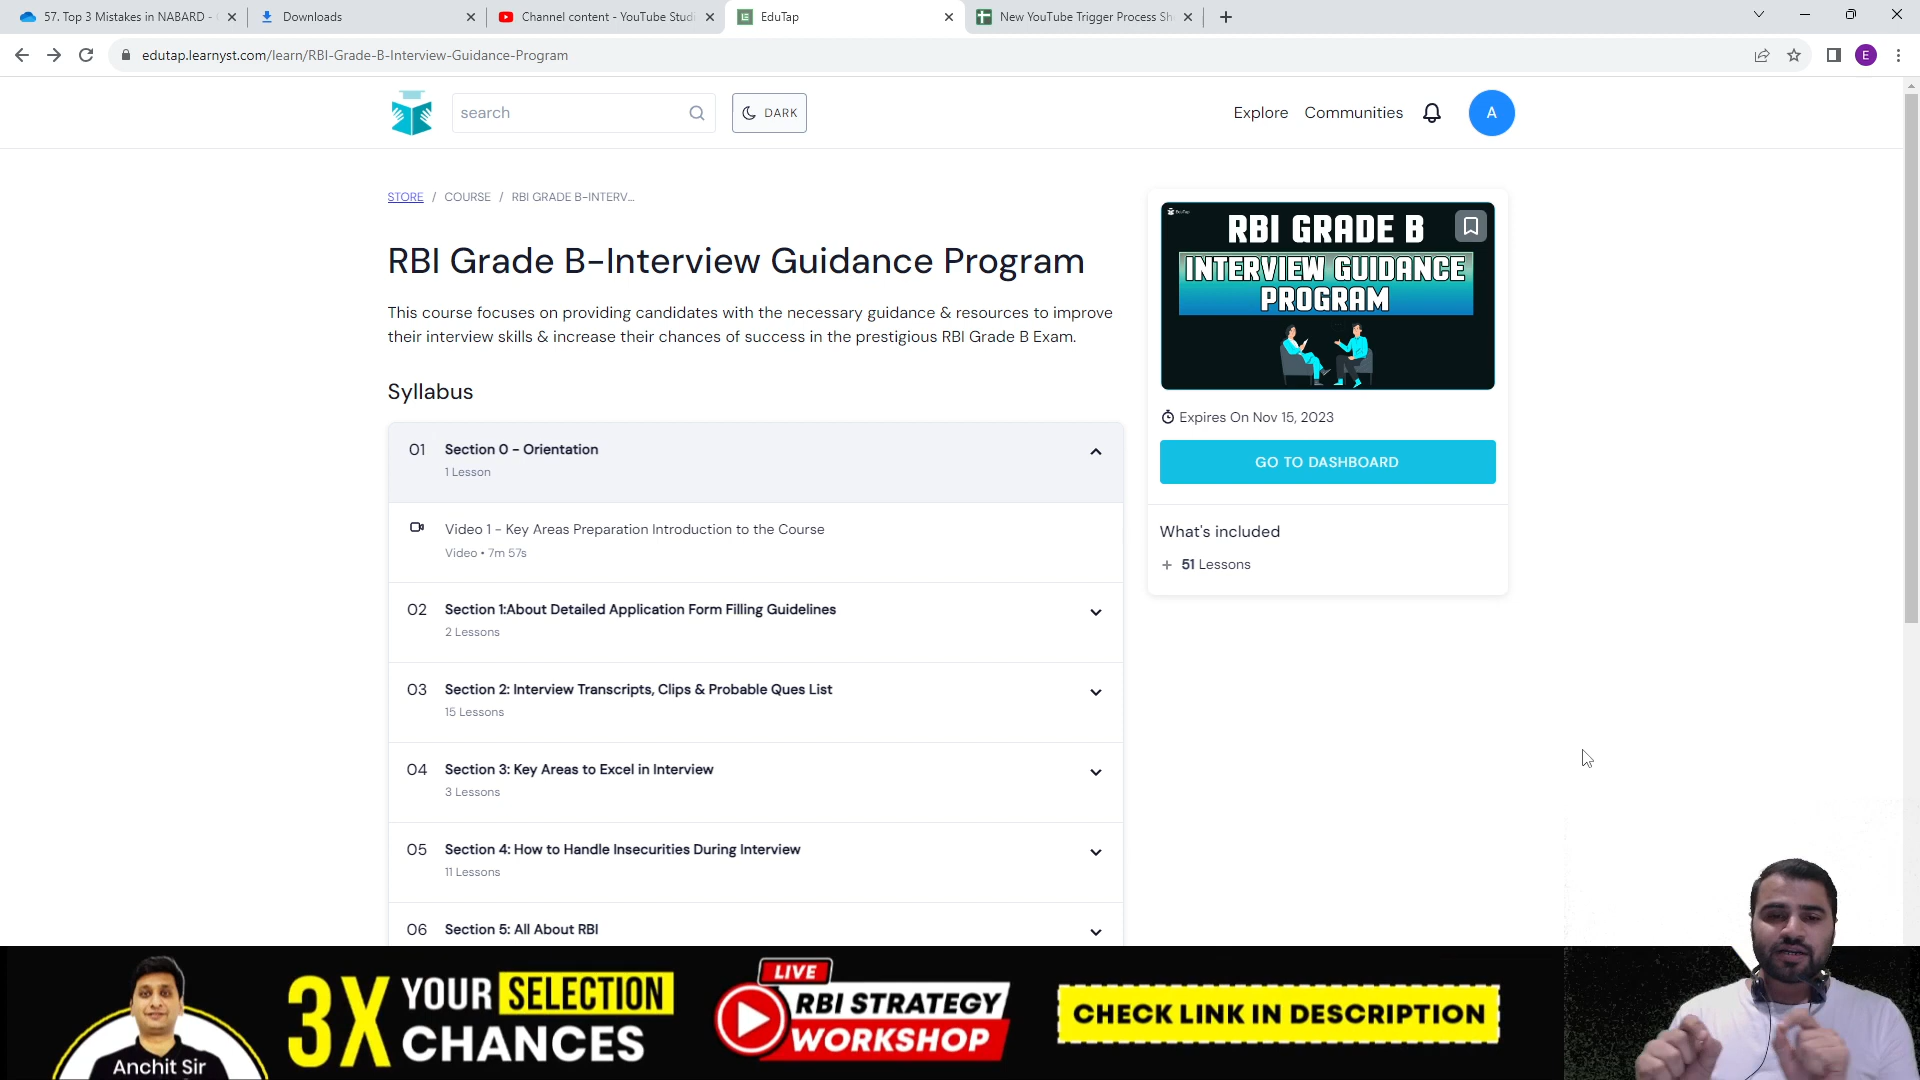 57. Top 3 Mistakes in NABARD -
Downloads
Channel content - YouTube Studi
EduTap
New YouTube Trigger Process Sh
edutap.learnyst.com/learn/RBI-Grade-B-Interview-Guidance-Program
E
search
DARK
Explore
Communities
A
STORE / COURSE / RBI GRADE B-INTERV...
RBI Grade B-Interview Guidance Program
This course focuses on providing candidates with the necessary guidance & resources to improve
their interview skills & increase their chances of success in the prestigious RBI Grade B Exam.
Syllabus
01 Section 0 - Orientation
1 Lesson
Video 1 - Key Areas Preparation Introduction to the Course
Video • 7m 57s
02 Section 1:About Detailed Application Form Filling Guidelines
2 Lessons
03 Section 2: Interview Transcripts, Clips & Probable Ques List
15 Lessons
04 Section 3: Key Areas to Excel in Interview
3 Lessons
05 Section 4: How to Handle Insecurities During Interview
11 Lessons
06 Section 5: All About RBI
EduTap
RBI GRADE B
INTERVIEW GUIDANCE
PROGRAM
Expires On Nov 15, 2023
GO TO DASHBOARD
What's included
+ 51 Lessons
Anchit Sir
3X YOUR SELECTION
CHANCES
LIVE
RBI STRATEGY
WORKSHOP
CHECK LINK IN DESCRIPTION